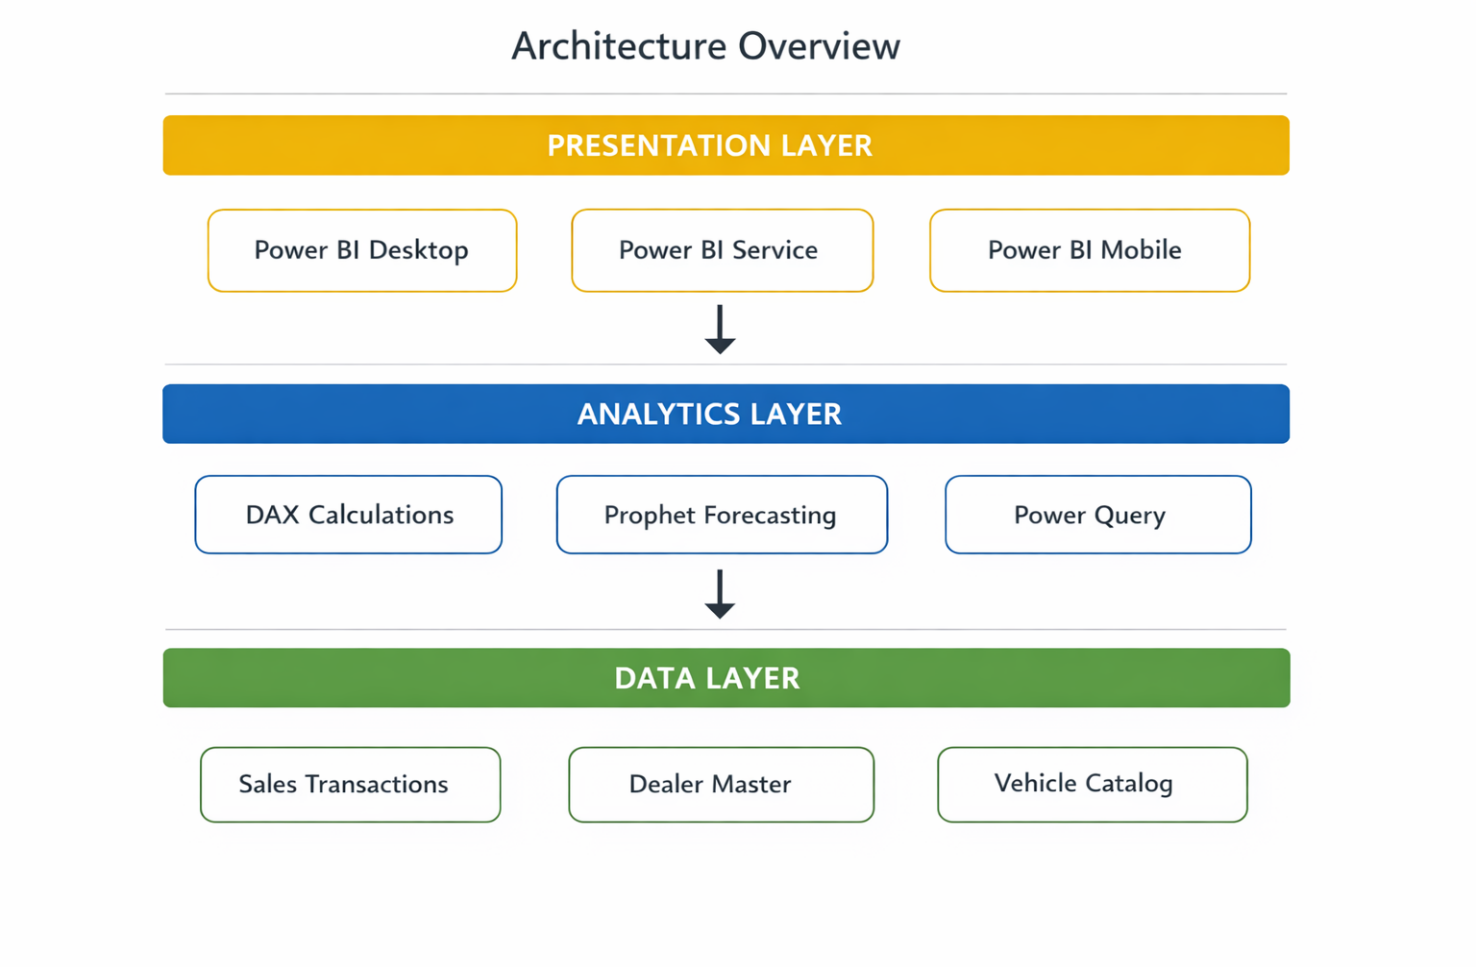 Architecture Overview
PRESENTATION LAYER
Power BI Desktop
Power BI Service
Power BI Mobile
ANALYTICS LAYER
DAX Calculations
Prophet Forecasting
Power Query
DATA LAYER
Sales Transactions
Dealer Master
Vehicle Catalog